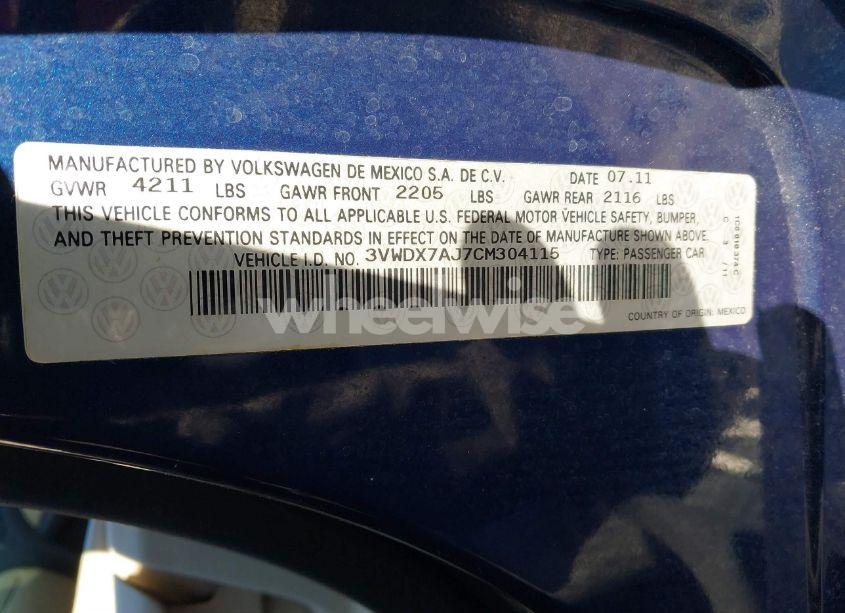 MANUFACTURED BY VOLKSWAGEN DE MEXICO S.A. DE C.V. DATE 07.11
GVWR 4211 LBS GAWR FRONT 2205 LBS GAWR REAR 2116 LBS
THIS VEHICLE CONFORMS TO ALL APPLICABLE U.S. FEDERAL MOTOR VEHICLE SAFETY, BUMPER,
AND THEFT PREVENTION STANDARDS IN EFFECT ON THE DATE OF MANUFACTURE SHOWN ABOVE.
VEHICLE I.D. NO. 3VWDX7AJ7CM304115 TYPE: PASSENGER CAR
COUNTRY OF ORIGIN: MEXICO
wheelwise